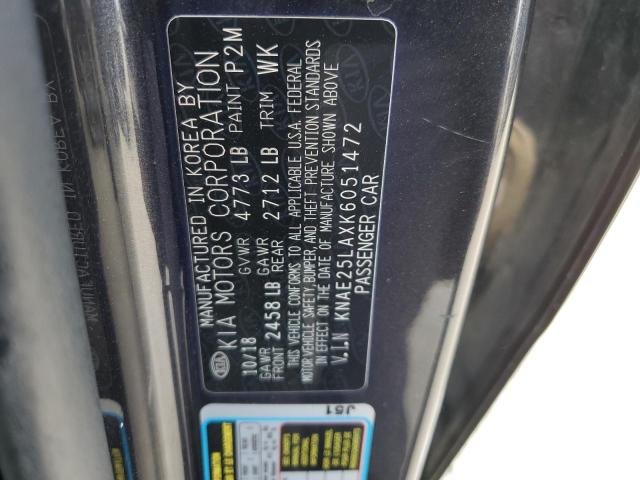 MANUFACTURED IN KOREA BY
KIA KIA MOTORS CORPORATION
10/18 GVWR 4773 LB PAINT P2M
GAWR FRONT 2458 LB GAWR REAR 2712 LB TRIM WK
THIS VEHICLE CONFORMS TO ALL APPLICABLE U.S.A. FEDERAL
MOTOR VEHICLE SAFETY, BUMPER, AND THEFT PREVENTION STANDARDS
IN EFFECT ON THE DATE OF MANUFACTURE SHOWN ABOVE
V.I.N KNAE25LAXK6051472
PASSENGER CAR
J51